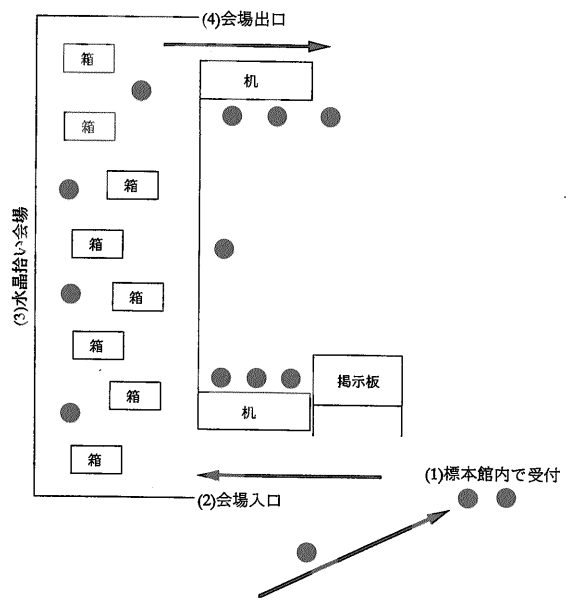 (4)会場出口
箱
机
箱
箱
(3)水晶拾い会場
箱
箱
箱
掲示板
箱
机
箱
(1)標本館内で受付
(2)会場入口